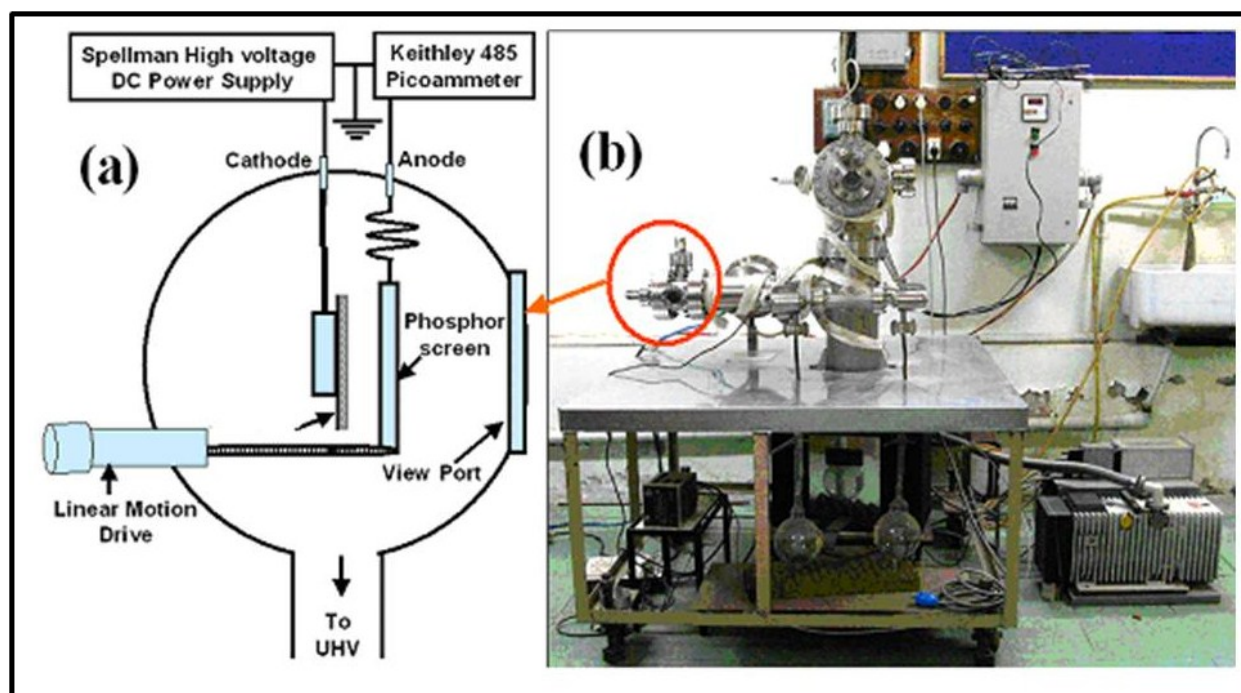 Spellman High voltage
DC Power Supply
Keithley 485
Picoammeter
(a)
Cathode
Anode
Phosphor
screen
View Port
Linear Motion
Drive
To
UHV
(b)